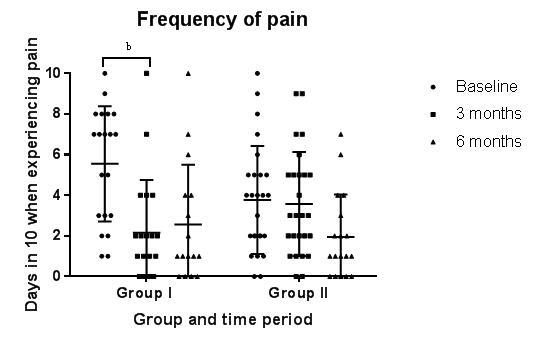 Frequency of pain
b
Days in 10 when experiencing pain
10
8
6
4
2
0
Group I
Group II
Group and time period
Baseline
3 months
6 months